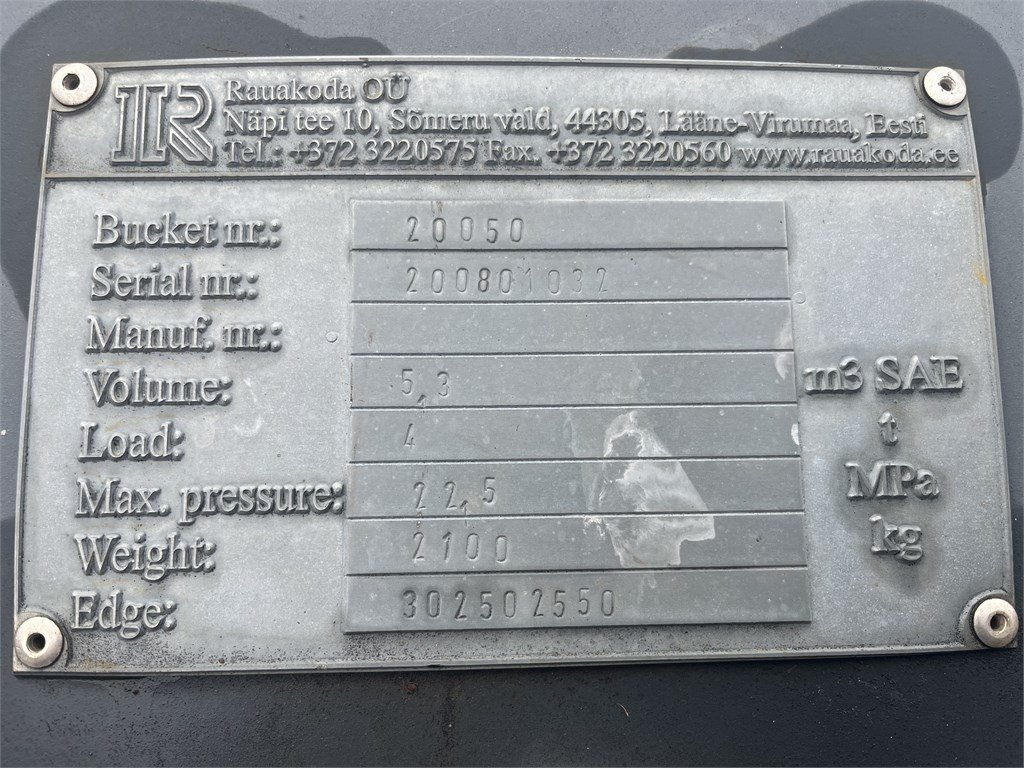 IR Rauakoda OÜ
Näpi tee 10, Sõmeru vald, 44305, Lääne-Virumaa, Eesti
Tel.: +372 3220575 Fax. +372 3220560 www.rauakoda.ee
Bucket nr.: 20050
Serial nr.: 200801032
Manuf. nr.:
Volume: 5,3 m3 SAE
Load: 4 t
Max. pressure: 22,5 MPa
Weight: 2100 kg
Edge: 302502550